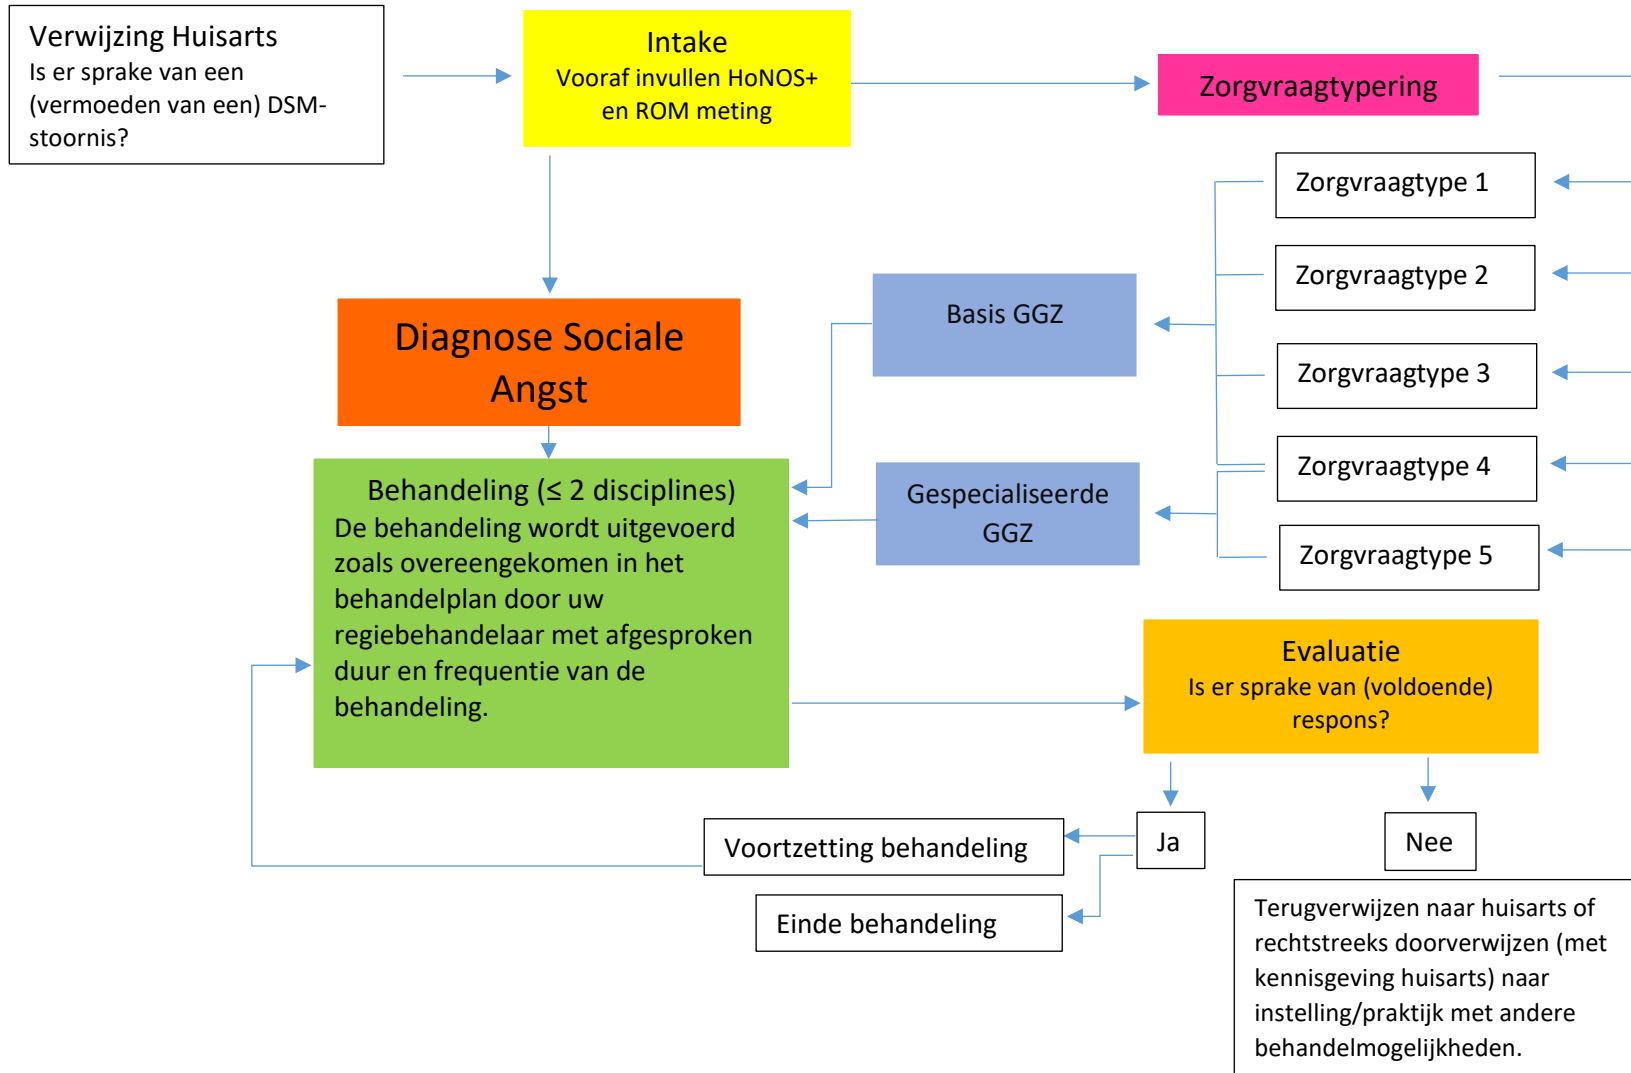 Verwijzing Huisarts
Is er sprake van een
(vermoeden van een) DSM-
stoornis?
Intake
Vooraf invullen HoNOS+
en ROM meting
Zorgvraagtypering
Zorgvraagtype 1
Zorgvraagtype 2
Zorgvraagtype 3
Zorgvraagtype 4
Zorgvraagtype 5
Basis GGZ
Gespecialiseerde
GGZ
Diagnose Sociale
Angst
Behandeling (≤ 2 disciplines)
De behandeling wordt uitgevoerd
zoals overeengekomen in het
behandelplan door uw
regiebehandelaar met afgesproken
duur en frequentie van de
behandeling.
Evaluatie
Is er sprake van (voldoende)
respons?
Ja
Nee
Voortzetting behandeling
Einde behandeling
Terugverwijzen naar huisarts of
rechtstreeks doorverwijzen (met
kennisgeving huisarts) naar
instelling/praktijk met andere
behandelmogelijkheden.